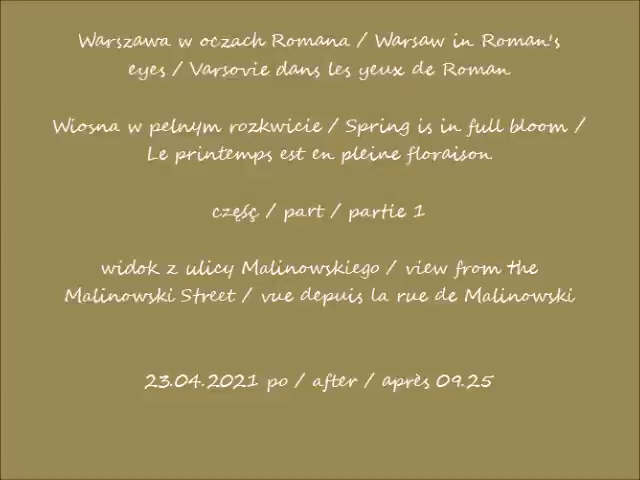 Warszawa w oczach Romana / Warsaw in Roman's
eyes / Varsovie dans les yeux de Roman
Wiosna w pelnym rozkwicie / Spring is in full bloom /
Le printemps est en pleine floraison
częśç / part / partie 1
widok z ulicy Malinowskiego / view from the
Malinowski Street / vue depuis la rue de Malinowski
23.04.2021 po / after / après 09.25